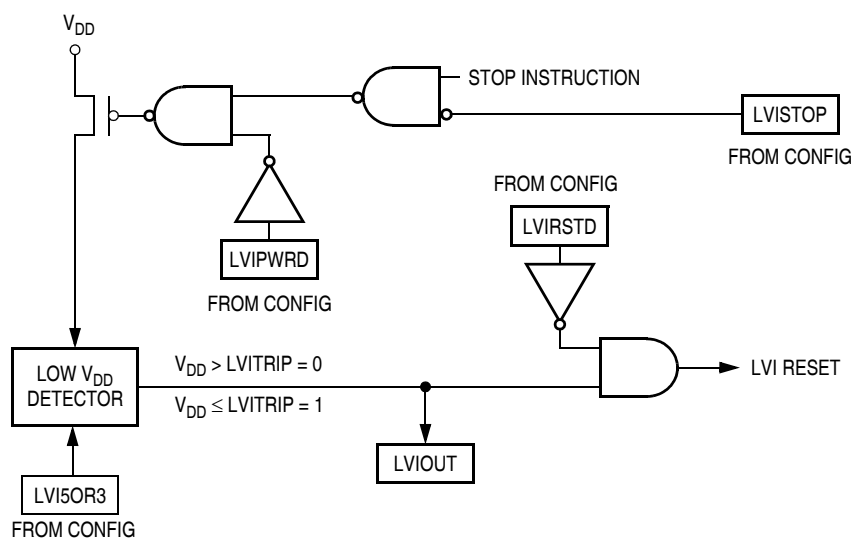 VDD
STOP INSTRUCTION
LVISTOP
FROM CONFIG
FROM CONFIG
LVIRSTD
LVIPWRD
FROM CONFIG
LOW VDD
DETECTOR
VDD > LVITRIP = 0
VDD ≤ LVITRIP = 1
LVI RESET
LVIOUT
LVI5OR3
FROM CONFIG